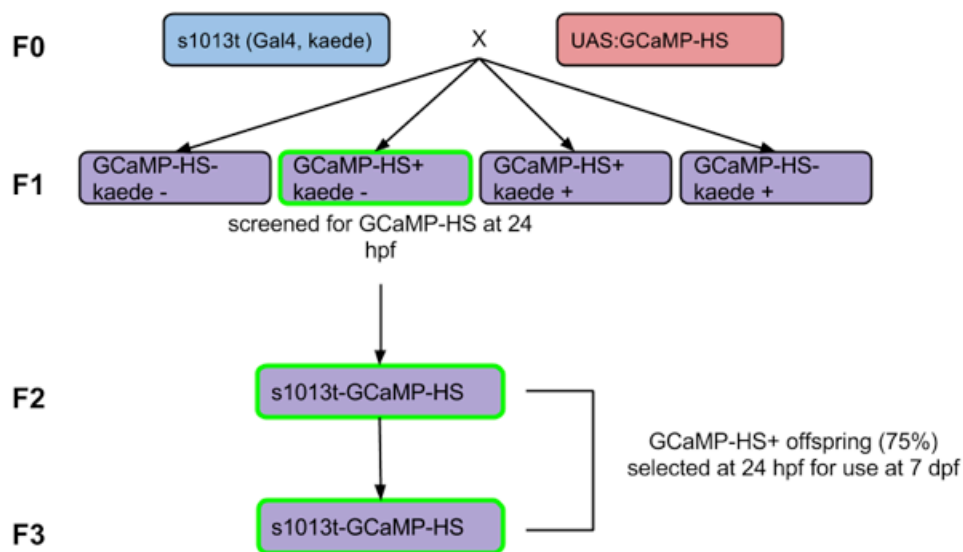 F0
s1013t (Gal4, kaede)
X
UAS:GCaMP-HS
F1
GCaMP-HS-
kaede -
GCaMP-HS+
kaede -
GCaMP-HS+
kaede +
GCaMP-HS-
kaede +
screened for GCaMP-HS at 24
hpf
F2
s1013t-GCaMP-HS
GCaMP-HS+ offspring (75%)
selected at 24 hpf for use at 7 dpf
F3
s1013t-GCaMP-HS